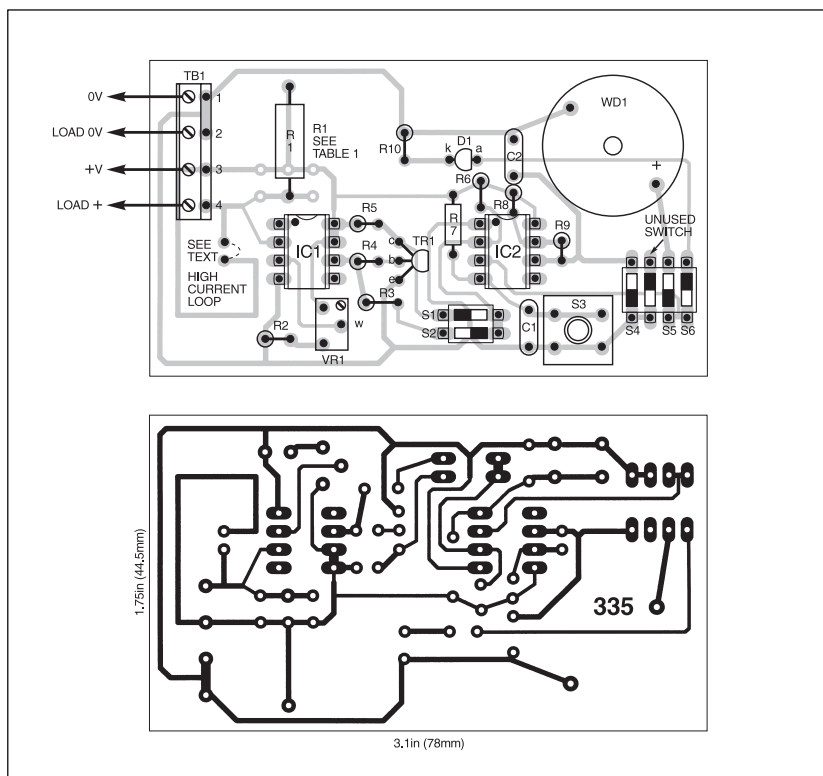 TB1
0V
1
LOAD 0V
2
+V
3
LOAD +
4
R
1
R1
SEE
TABLE 1
R10
D1
k
a
C2
WD1
+
R6
R
7
R8
R9
UNUSED
SWITCH
SEE
TEXT
HIGH
CURRENT
LOOP
IC1
R5
R4
R3
c
b
e
TR1
IC2
S1
S2
C1
S3
S4
S5
S6
R2
VR1
w
1.75in (44.5mm)
335
3.1in (78mm)